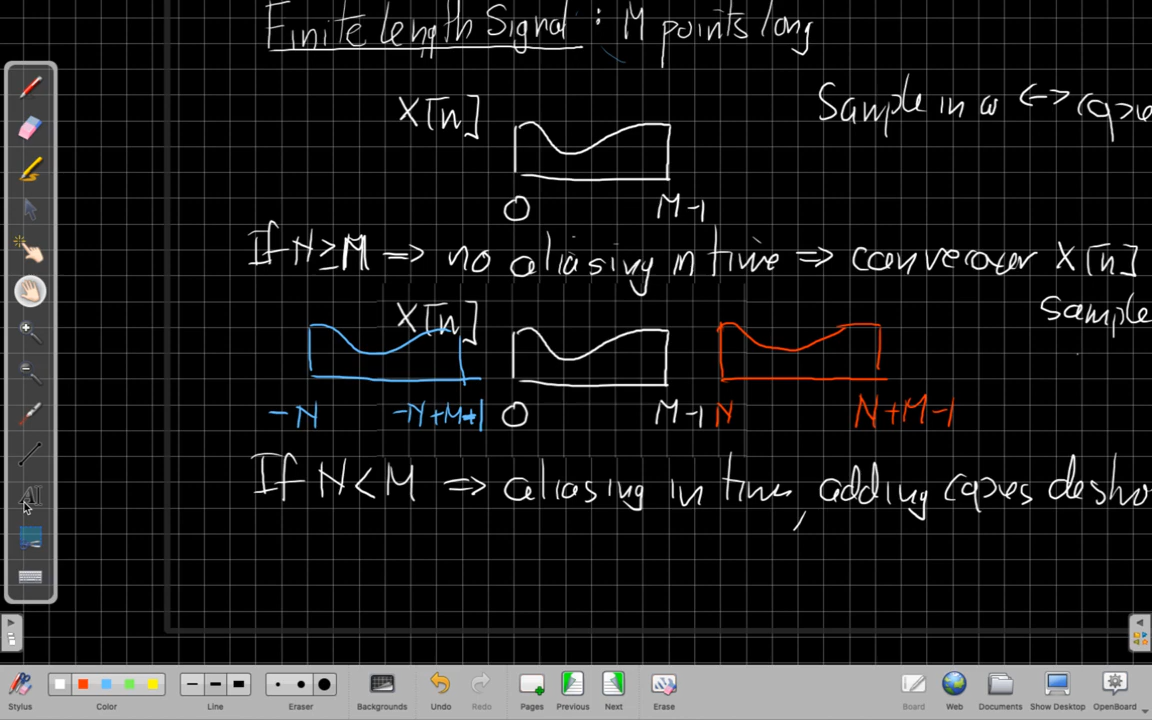 Finite length Signal : M points long
X[n]
Sample in ω <->
0 M-1
If N ≥ M => no aliasing in time => can recover X[n]
X[n]
Sample
-N -N+M-1 0 M-1 N N+M-1
If N < M => aliasing in time, adding copies
Stylus Color Line Eraser Backgrounds Undo Redo Pages Previous Next Erase Board Web Documents Show Desktop OpenBoard